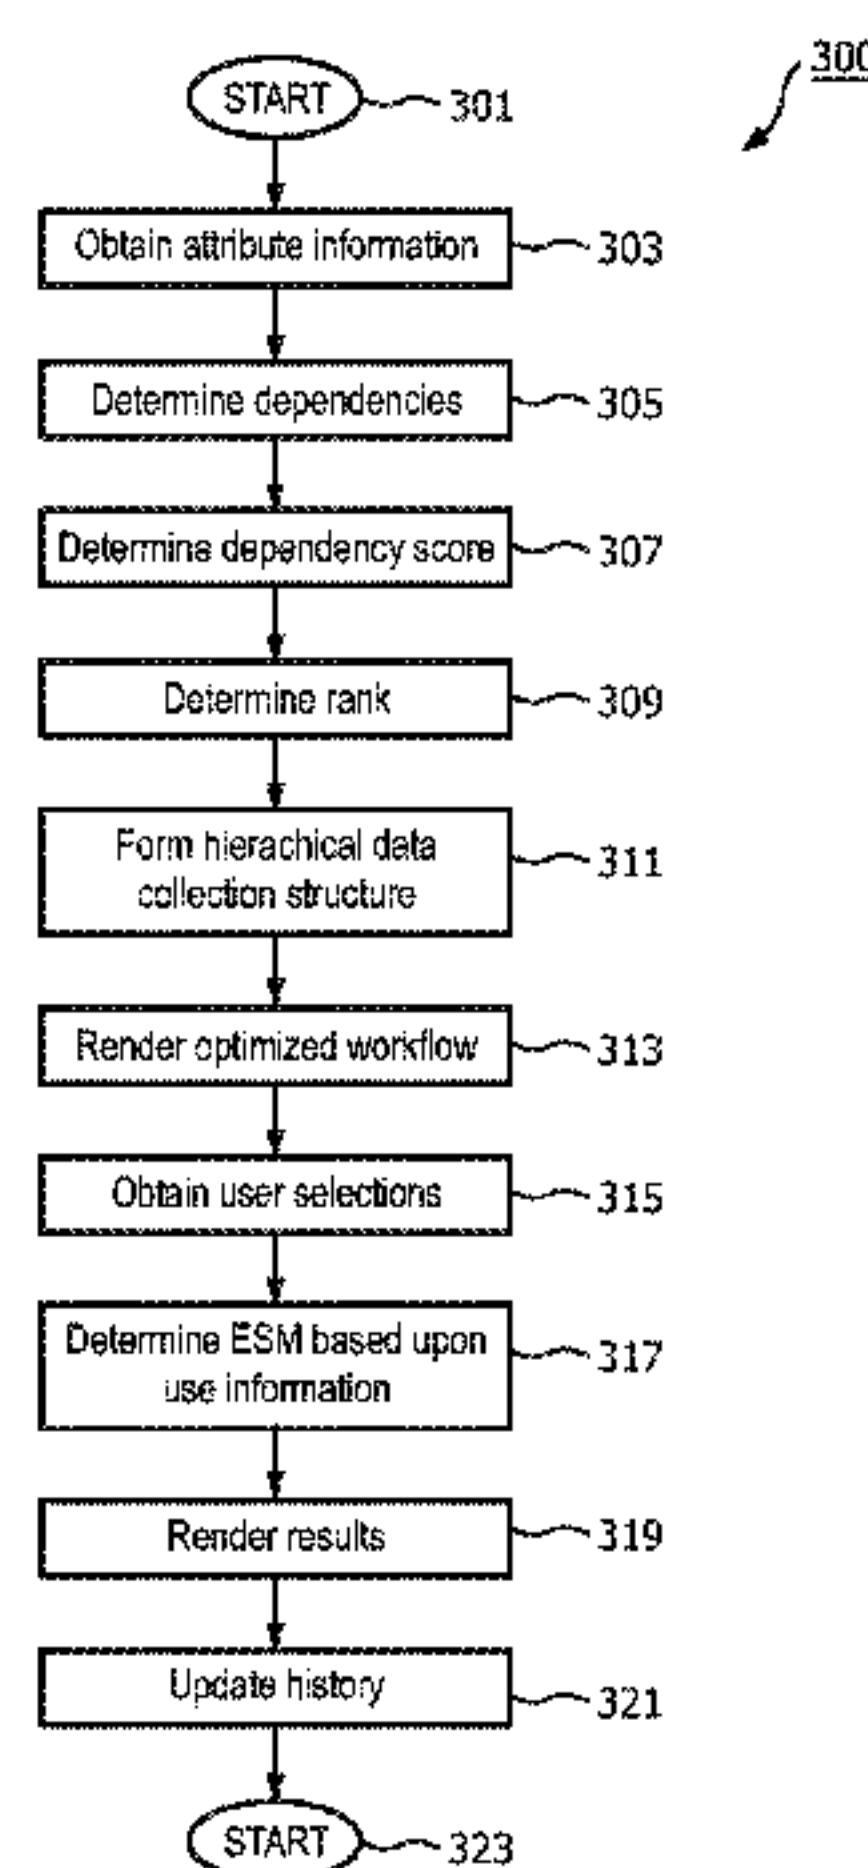 300
START
301
Obtain attribute information
303
Determine dependencies
305
Determine dependency score
307
Determine rank
309
Form hierachical data
collection structure
311
Render optimized workflow
313
Obtain user selections
315
Determine ESM based upon
use information
317
Render results
319
Update history
321
START
323